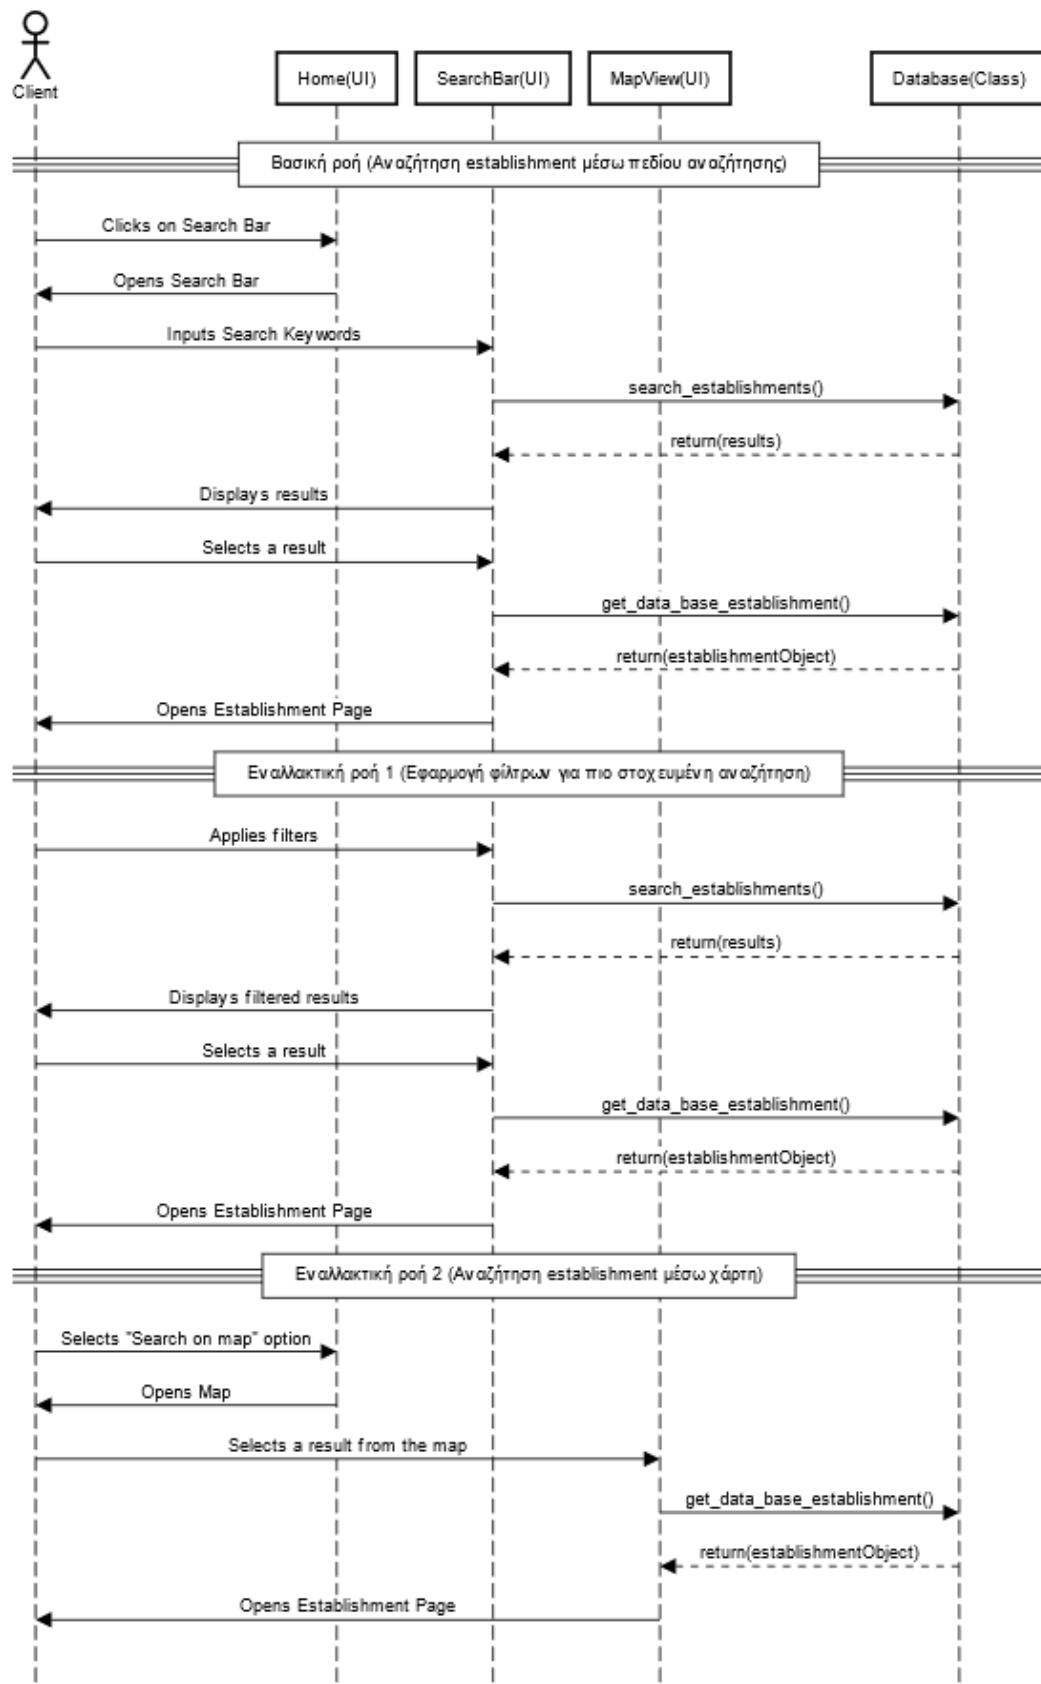 Client
Home(UI)
SearchBar(UI)
MapView(UI)
Database(Class)
Βασική ροή (Αναζήτηση establishment μέσω πεδίου αναζήτησης)
Clicks on Search Bar
Opens Search Bar
Inputs Search Keywords
search_establishments()
return(results)
Displays results
Selects a result
get_data_base_establishment()
return(establishmentObject)
Opens Establishment Page
Εναλλακτική ροή 1 (Εφαρμογή φίλτρων για πιο στοχευμένη αναζήτηση)
Applies filters
search_establishments()
return(results)
Displays filtered results
Selects a result
get_data_base_establishment()
return(establishmentObject)
Opens Establishment Page
Εναλλακτική ροή 2 (Αναζήτηση establishment μέσω χάρτη)
Selects "Search on map" option
Opens Map
Selects a result from the map
get_data_base_establishment()
return(establishmentObject)
Opens Establishment Page